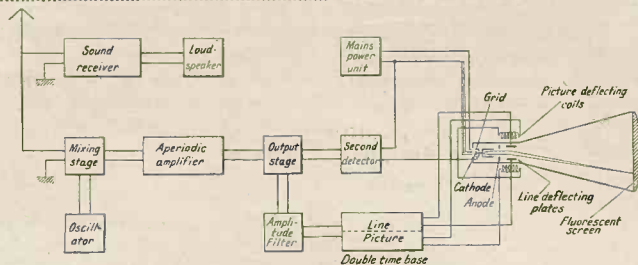 Sound
receiver
Loud-
speaker
Mains
power
unit
Picture deflecting
coils
Grid
Mixing
stage
Aperiodic
amplifier
Output
stage
Second
detector
Cathode
Anode
Line deflecting
plates
Fluorescent
screen
Oscill-
ator
Ampli-
tude
Filter
Line
Picture
Double time base